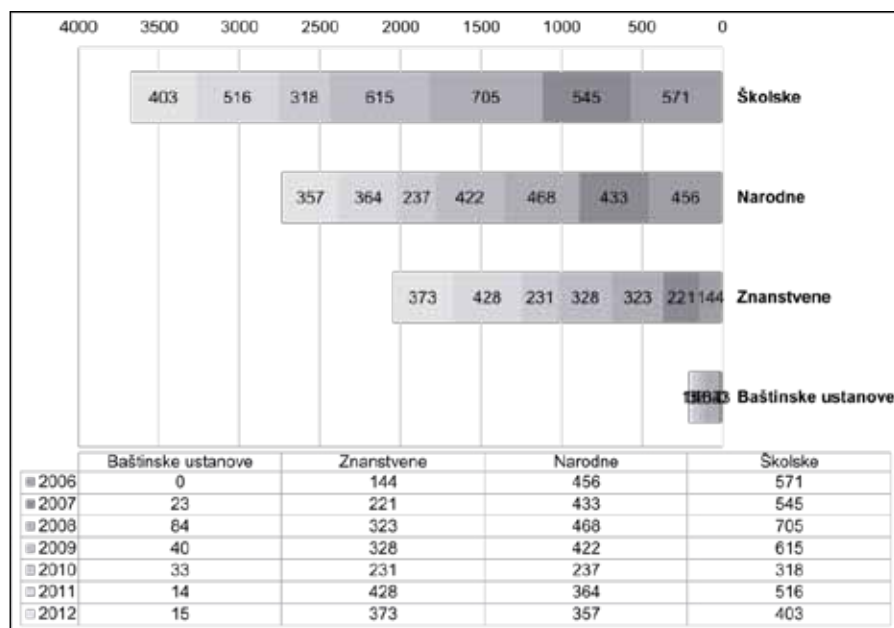 4000 3500 3000 2500 2000 1500 1000 500 0
403 516 318 615 705 545 571 Školske
357 364 237 422 468 433 456 Narodne
373 428 231 328 323 221 144 Znanstvene
Baštinske ustanove
Baštinske ustanove Znanstvene Narodne Školske
2006 0 144 456 571
2007 23 221 433 545
2008 84 323 468 705
2009 40 328 422 615
2010 33 231 237 318
2011 14 428 364 516
2012 15 373 357 403